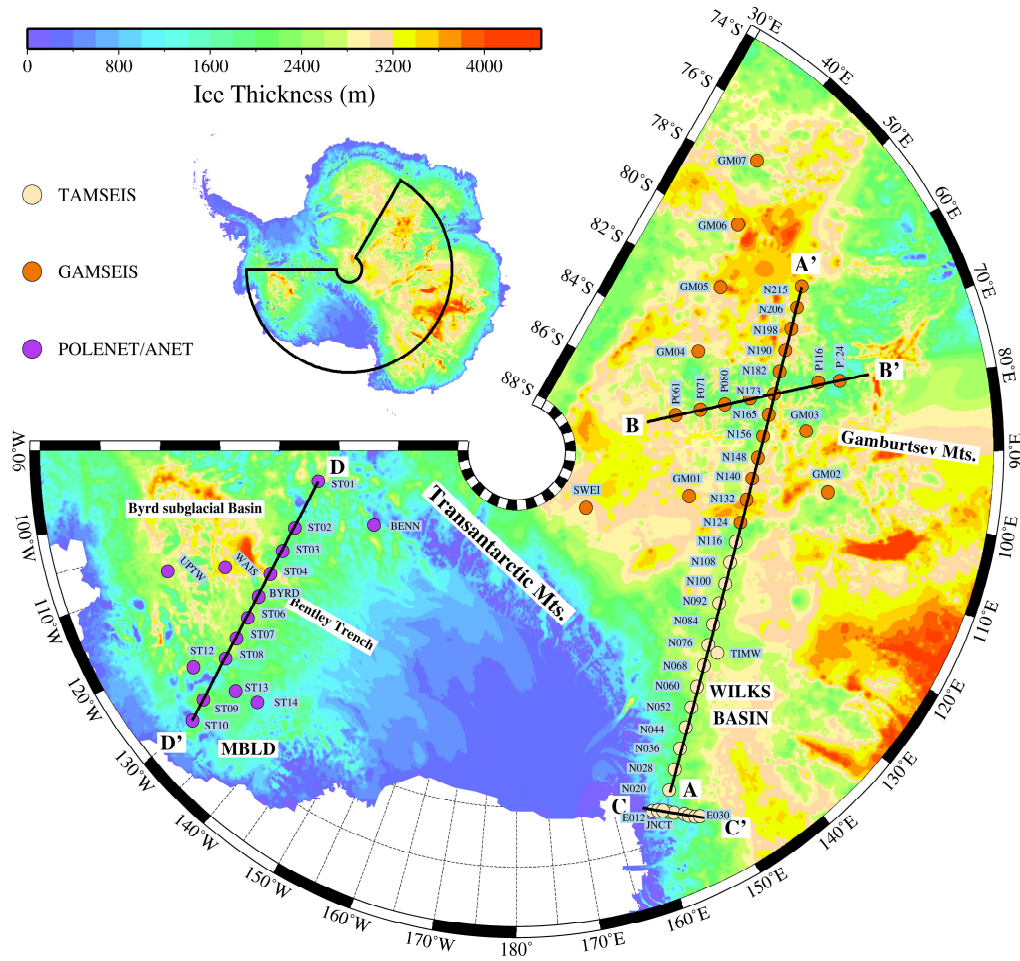 0 800 1600 2400 3200 4000
Icc Thickncss (m)
TAMSEIS
GAMSEIS
POLENET/ANET
74˚S
76˚S
78˚S
80˚S
82˚S
84˚S
86˚S
88˚S
30˚E
40˚E
50˚E
60˚E
70˚E
80˚E
90˚E
100˚E
110˚E
120˚E
130˚E
140˚E
150˚E
160˚E
170˚E
180˚
170˚W
160˚W
150˚W
140˚W
130˚W
120˚W
110˚W
100˚W
90˚W
GM07
GM06
A’
GM05
N215
N206
N198
GM04
N190
N182
P061
F071
P080
N173
P116
P.24
B’
B
N165
GM03
N156
Gamburtsev Mts.
N148
GM01
N140
GM02
SWEI
N132
N124
N116
N108
N100
N092
N084
N076
TIMW
N068
N060
WILKS
BASIN
N052
N044
N036
N028
N020
A
C
E012
JNCT
E030
C’
Transantarctic Mts.
D
ST01
Byrd subglacial Basin
ST02
BENN
ST03
UPTW
WAIS
ST04
BYRD
Bentley Trench
ST06
ST07
ST12
ST08
ST13
ST14
ST09
ST10
D’
MBLD